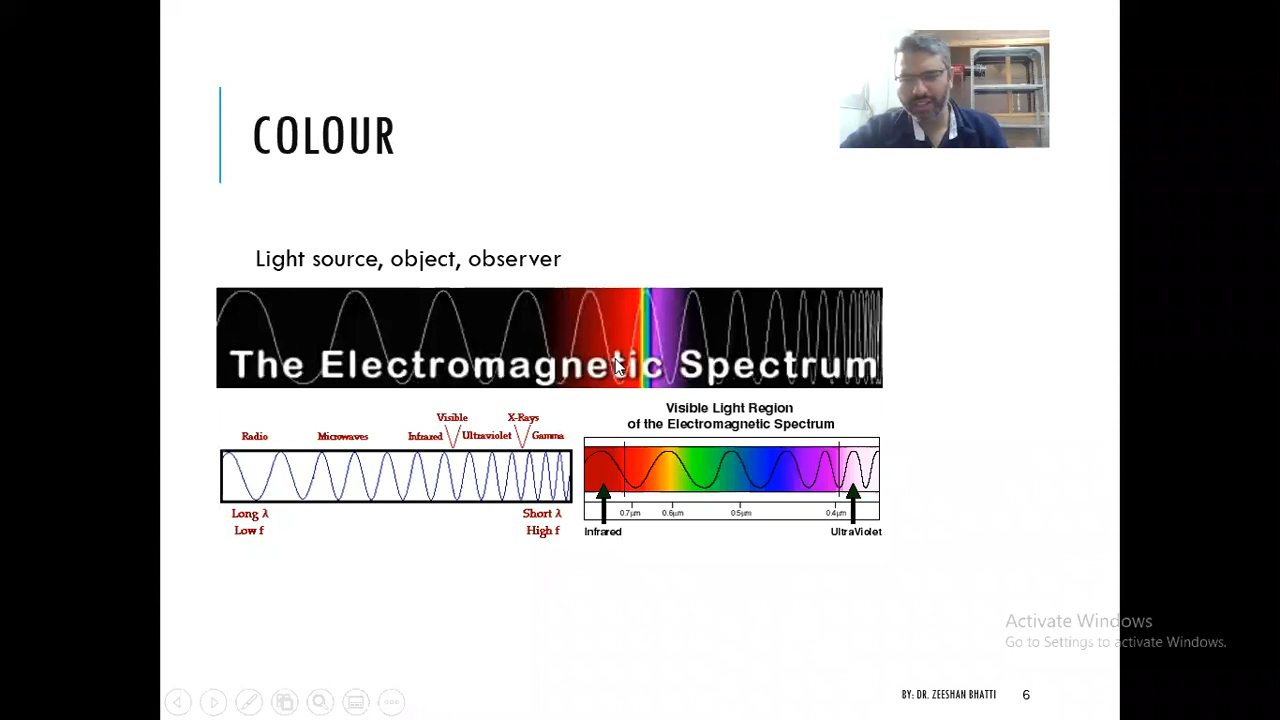 COLOUR
Light source, object, observer
The Electromagnetic Spectrum
Visible X-Rays
Radio Microwaves Infrared Ultraviolet Gamma
Long λ Short λ
Low f High f
Visible Light Region
of the Electromagnetic Spectrum
0.7µm 0.6µm 0.5µm 0.4µm
Infrared UltraViolet
Activate Windows
Go to Settings to activate Windows.
BY: DR. ZEESHAN BHATTI 6